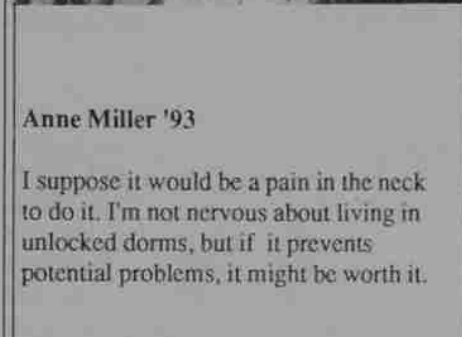 Anne Miller '93
I suppose it would be a pain in the neck
to do it. I'm not nervous about living in
unlocked dorms, but if it prevents
potential problems, it might be worth it.